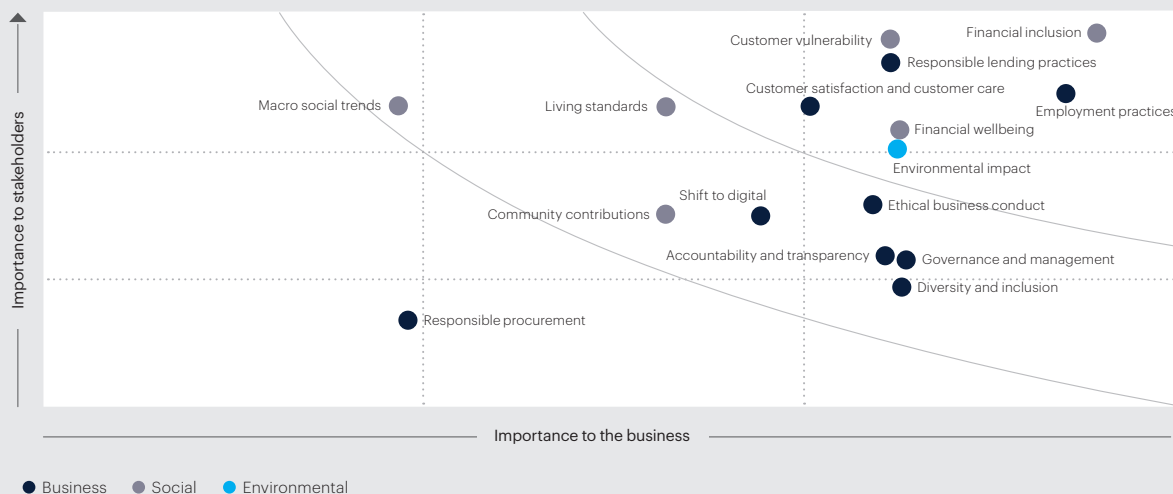 Importance to stakeholders
Financial inclusion
Customer vulnerability
Responsible lending practices
Customer satisfaction and customer care
Macro social trends
Living standards
Employment practices
Financial wellbeing
Environmental impact
Shift to digital
Community contributions
Ethical business conduct
Accountability and transparency
Governance and management
Diversity and inclusion
Responsible procurement
Importance to the business
Business
Social
Environmental